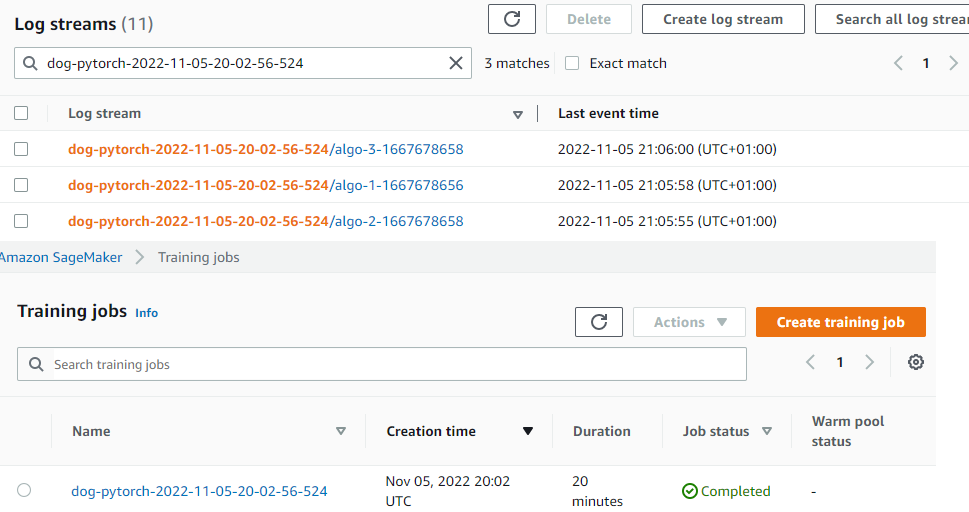 Log streams (11)
Delete
Create log stream
Search all log strea
dog-pytorch-2022-11-05-20-02-56-524
3 matches
Exact match
1
Log stream
Last event time
dog-pytorch-2022-11-05-20-02-56-524/algo-3-1667678658
2022-11-05 21:06:00 (UTC+01:00)
dog-pytorch-2022-11-05-20-02-56-524/algo-1-1667678656
2022-11-05 21:05:58 (UTC+01:00)
dog-pytorch-2022-11-05-20-02-56-524/algo-2-1667678658
2022-11-05 21:05:55 (UTC+01:00)
Amazon SageMaker
Training jobs
Training jobs Info
Actions
Create training job
Search training jobs
1
Name
Creation time
Duration
Job status
Warm pool
status
dog-pytorch-2022-11-05-20-02-56-524
Nov 05, 2022 20:02
UTC
20
minutes
Completed
-